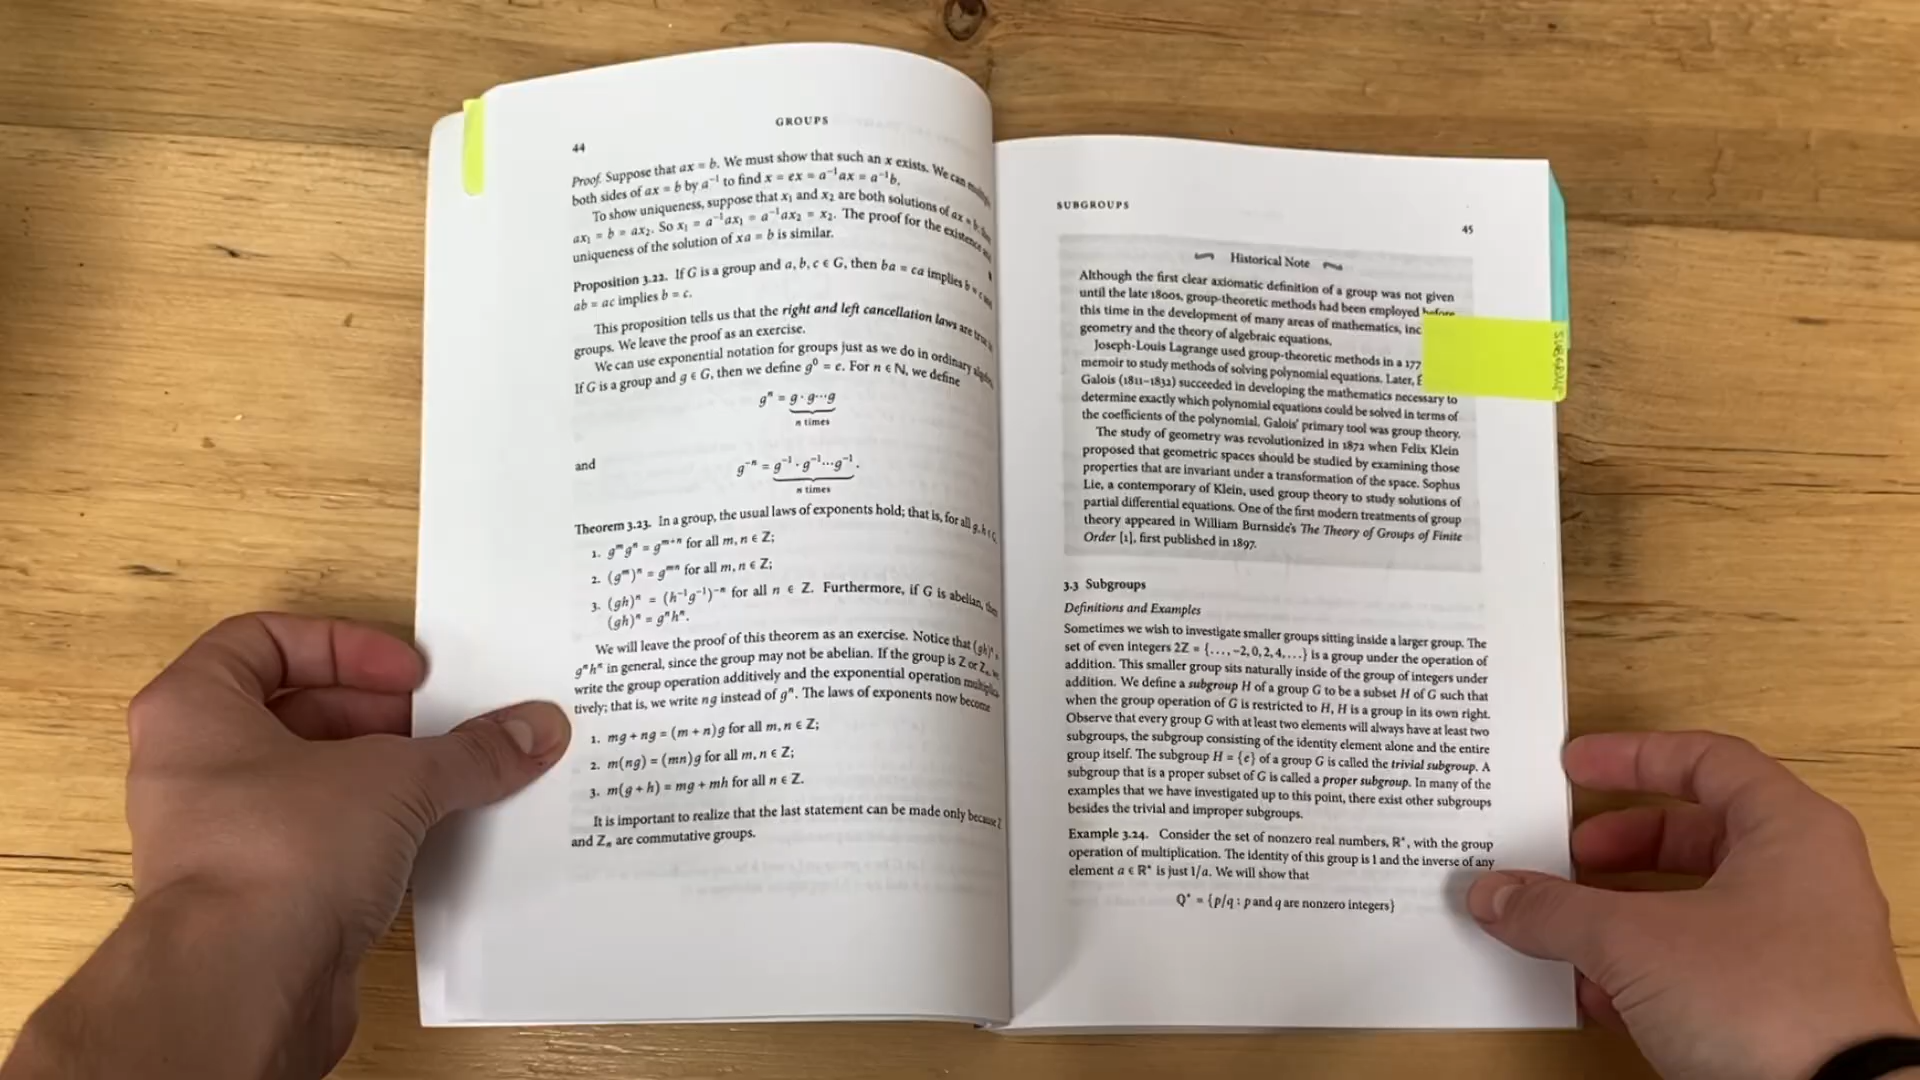 GROUPS
44
Proof. Suppose that ax = b. We must show that such an x exists. We can
both sides of ax = b by a⁻¹ to find x = ex = a⁻¹ax = a⁻¹b.
To show uniqueness, suppose that x₁ and x₂ are both solutions of ax = b;
ax₁ = b = ax₂. So x₁ = a⁻¹ax₁ = a⁻¹ax₂ = x₂. The proof for the existence
uniqueness of the solution of xa = b is similar.
Proposition 3.22. If G is a group and a, b, c ∈ G, then ba = ca implies b = c
ab = ac implies b = c.
This proposition tells us that the right and left cancellation laws are true
groups. We leave the proof as an exercise.
We can use exponential notation for groups just as we do in ordinary
If G is a group and g ∈ G, then we define g⁰ = e. For n ∈ N, we define
gⁿ = g · g···g
n times
and
g⁻ⁿ = g⁻¹ · g⁻¹···g⁻¹.
n times
Theorem 3.23. In a group, the usual laws of exponents hold; that is, for all g, h
1. gᵐgⁿ = gᵐ⁺ⁿ for all m, n ∈ Z;
2. (gᵐ)ⁿ = gᵐⁿ for all m, n ∈ Z;
3. (gh)ⁿ = (h⁻¹g⁻¹)⁻ⁿ for all n ∈ Z. Furthermore, if G is abelian,
(gh)ⁿ = gⁿhⁿ.
We will leave the proof of this theorem as an exercise. Notice that (gh)ⁿ
gⁿhⁿ in general, since the group may not be abelian. If the group is Z or Zₙ,
write the group operation additively and the exponential operation
tively; that is, we write ng instead of gⁿ. The laws of exponents now become
1. mg + ng = (m + n)g for all m, n ∈ Z;
2. m(ng) = (mn)g for all m, n ∈ Z;
3. m(g + h) = mg + mh for all n ∈ Z.
It is important to realize that the last statement can be made only because Z
and Zₙ are commutative groups.
SUBGROUPS
45
Historical Note
Although the first clear axiomatic definition of a group was not given
until the late 1800s, group-theoretic methods had been employed before
this time in the development of many areas of mathematics, inc
geometry and the theory of algebraic equations.
Joseph-Louis Lagrange used group-theoretic methods in a 177
memoir to study methods of solving polynomial equations. Later,
Galois (1811–1832) succeeded in developing the mathematics necessary to
determine exactly which polynomial equations could be solved in terms of
the coefficients of the polynomial. Galois' primary tool was group theory.
The study of geometry was revolutionized in 1872 when Felix Klein
proposed that geometric spaces should be studied by examining those
properties that are invariant under a transformation of the space. Sophus
Lie, a contemporary of Klein, used group theory to study solutions of
partial differential equations. One of the first modern treatments of group
theory appeared in William Burnside's The Theory of Groups of Finite
Order [1], first published in 1897.
3.3 Subgroups
Definitions and Examples
Sometimes we wish to investigate smaller groups sitting inside a larger group. The
set of even integers 2Z = {. . . , −2, 0, 2, 4, . . .} is a group under the operation of
addition. This smaller group sits naturally inside of the group of integers under
addition. We define a subgroup H of a group G to be a subset H of G such that
when the group operation of G is restricted to H, H is a group in its own right.
Observe that every group G with at least two elements will always have at least two
subgroups, the subgroup consisting of the identity element alone and the entire
group itself. The subgroup H = {e} of a group G is called the trivial subgroup. A
subgroup that is a proper subset of G is called a proper subgroup. In many of the
examples that we have investigated up to this point, there exist other subgroups
besides the trivial and improper subgroups.
Example 3.24. Consider the set of nonzero real numbers, R*, with the group
operation of multiplication. The identity of this group is 1 and the inverse of any
element a ∈ R* is just 1/a. We will show that
Q* = {p/q : p and q are nonzero integers}